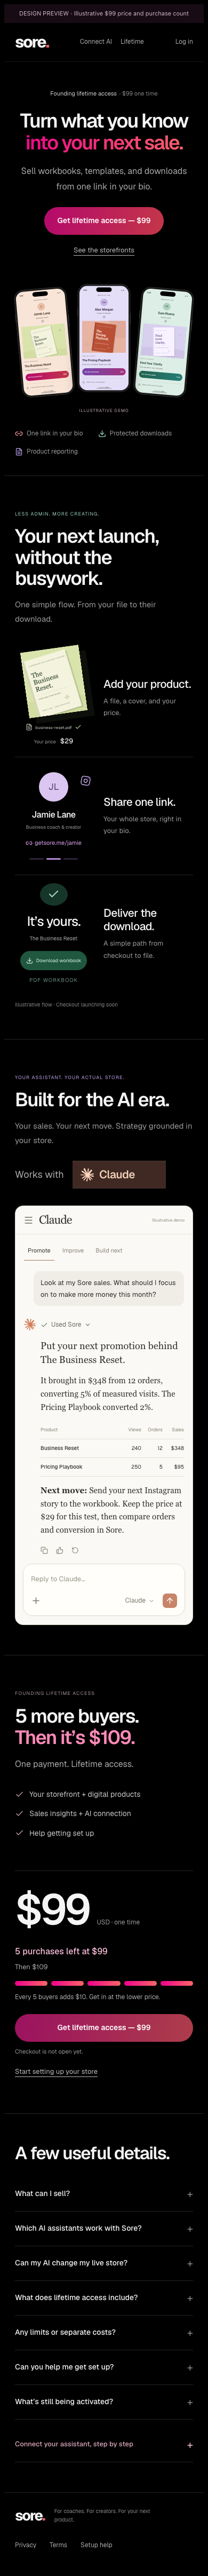 DESIGN PREVIEW · Illustrative $99 price and purchase count
sore.
Connect AI
Lifetime
Log in
Founding lifetime access · $99 one time
Turn what you know
into your next sale.
Sell workbooks, templates, and downloads
from one link in your bio.
Get lifetime access — $99
See the storefronts
ILLUSTRATIVE DEMO
One link in your bio
Protected downloads
Product reporting
LESS ADMIN. MORE CREATING.
Your next launch,
without the
busywork.
One simple flow. From your file to their
download.
The
Business
Reset.
business-reset.pdf
Your price $29
Add your product.
A file, a cover, and your
price.
JL
Jamie Lane
Business coach & creator
getsore.me/jamie
Share one link.
Your whole store, right in
your bio.
It's yours.
The Business Reset
Download workbook
PDF WORKBOOK
Deliver the
download.
A simple path from
checkout to file.
Illustrative flow · Checkout launching soon
YOUR ASSISTANT. YOUR ACTUAL STORE.
Built for the AI era.
Your sales. Your next move. Strategy grounded in
your store.
Works with
Claude
Claude
Illustrative demo
Promote
Improve
Build next
Look at my Sore sales. What should I focus
on to make more money this month?
Used Sore
Put your next promotion behind
The Business Reset.
It brought in $348 from 12 orders,
converting 5% of measured visits. The
Pricing Playbook converted 2%.
Product Views Orders Sales
Business Reset 240 12 $348
Pricing Playbook 250 5 $95
Next move: Send your next Instagram
story to the workbook. Keep the price at
$29 for this test, then compare orders
and conversion in Sore.
Reply to Claude...
Claude
FOUNDING LIFETIME ACCESS
5 more buyers.
Then it's $109.
One payment. Lifetime access.
Your storefront + digital products
Sales insights + AI connection
Help getting set up
$99 USD · one time
5 purchases left at $99
Then $109
Every 5 buyers adds $10. Get in at the lower price.
Get lifetime access — $99
Checkout is not open yet.
Start setting up your store
A few useful details.
What can I sell?
Which AI assistants work with Sore?
Can my AI change my live store?
What does lifetime access include?
Any limits or separate costs?
Can you help me get set up?
What's still being activated?
Connect your assistant, step by step
sore.
For coaches. For creators. For your next
product.
Privacy
Terms
Setup help